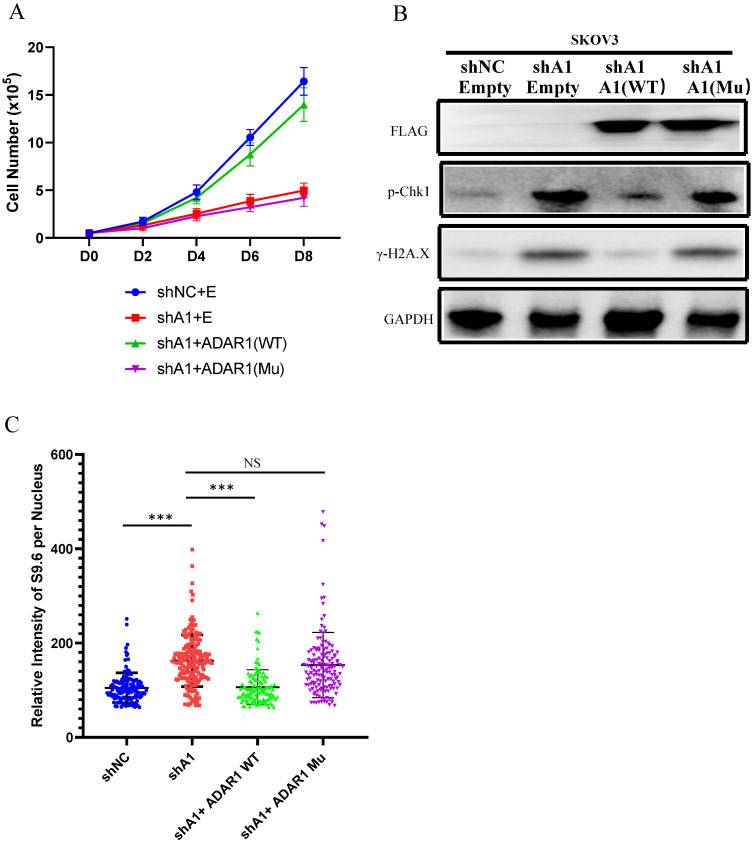 A
Cell Number (x10⁵)
20
15
10
5
0
D0 D2 D4 D6 D8
shNC+E
shA1+E
shA1+ADAR1(WT)
shA1+ADAR1(Mu)
B
SKOV3
shNC shA1 shA1 shA1
Empty Empty A1(WT) A1(Mu)
FLAG
p-Chk1
γ-H2A.X
GAPDH
C
Relative Intensity of S9.6 per Nucleus
600
400
200
0
NS
***
***
shNC
shA1
shA1+ ADAR1 WT
shA1+ ADAR1 Mu